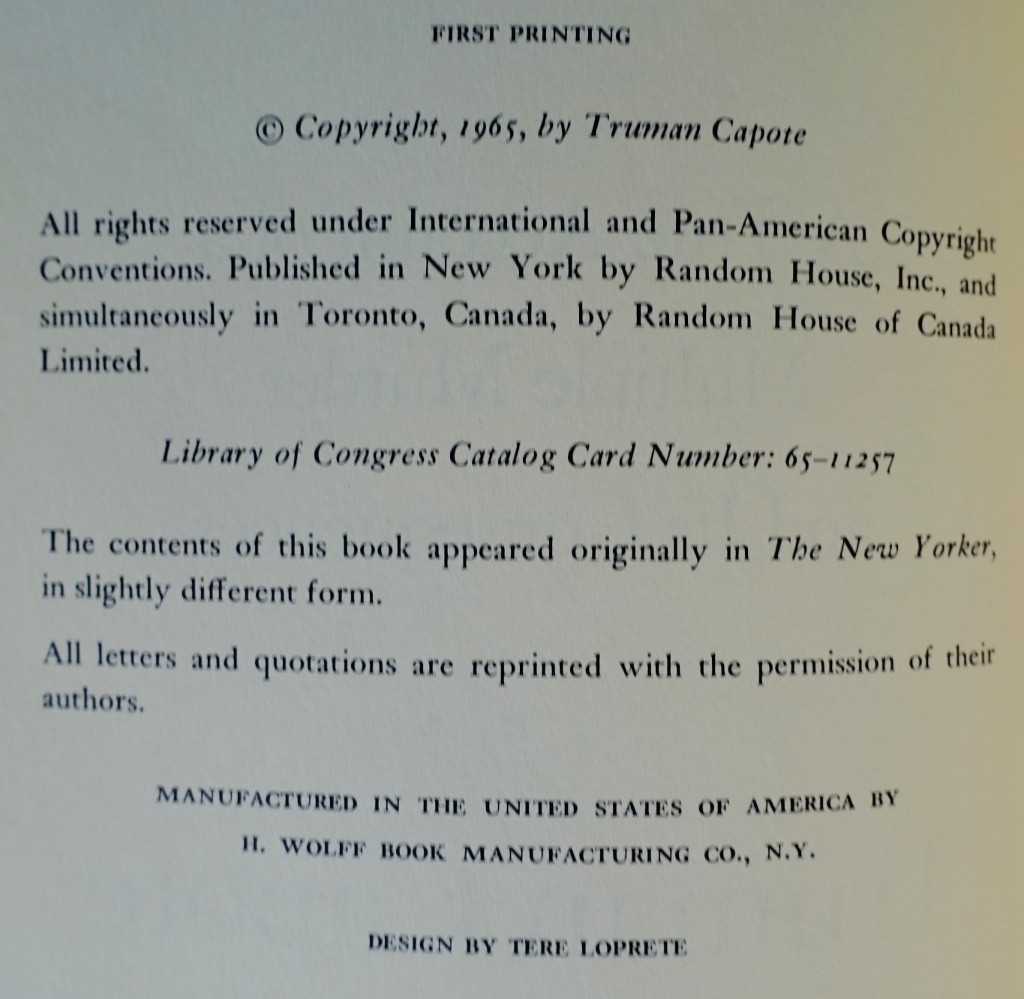 FIRST PRINTING
© Copyright, 1965, by Truman Capote
All rights reserved under International and Pan-American Copyright
Conventions. Published in New York by Random House, Inc., and
simultaneously in Toronto, Canada, by Random House of Canada
Limited.
Library of Congress Catalog Card Number: 65-11257
The contents of this book appeared originally in The New Yorker,
in slightly different form.
All letters and quotations are reprinted with the permission of their
authors.
MANUFACTURED IN THE UNITED STATES OF AMERICA BY
H. WOLFF BOOK MANUFACTURING CO., N.Y.
DESIGN BY TERE LOPRETE